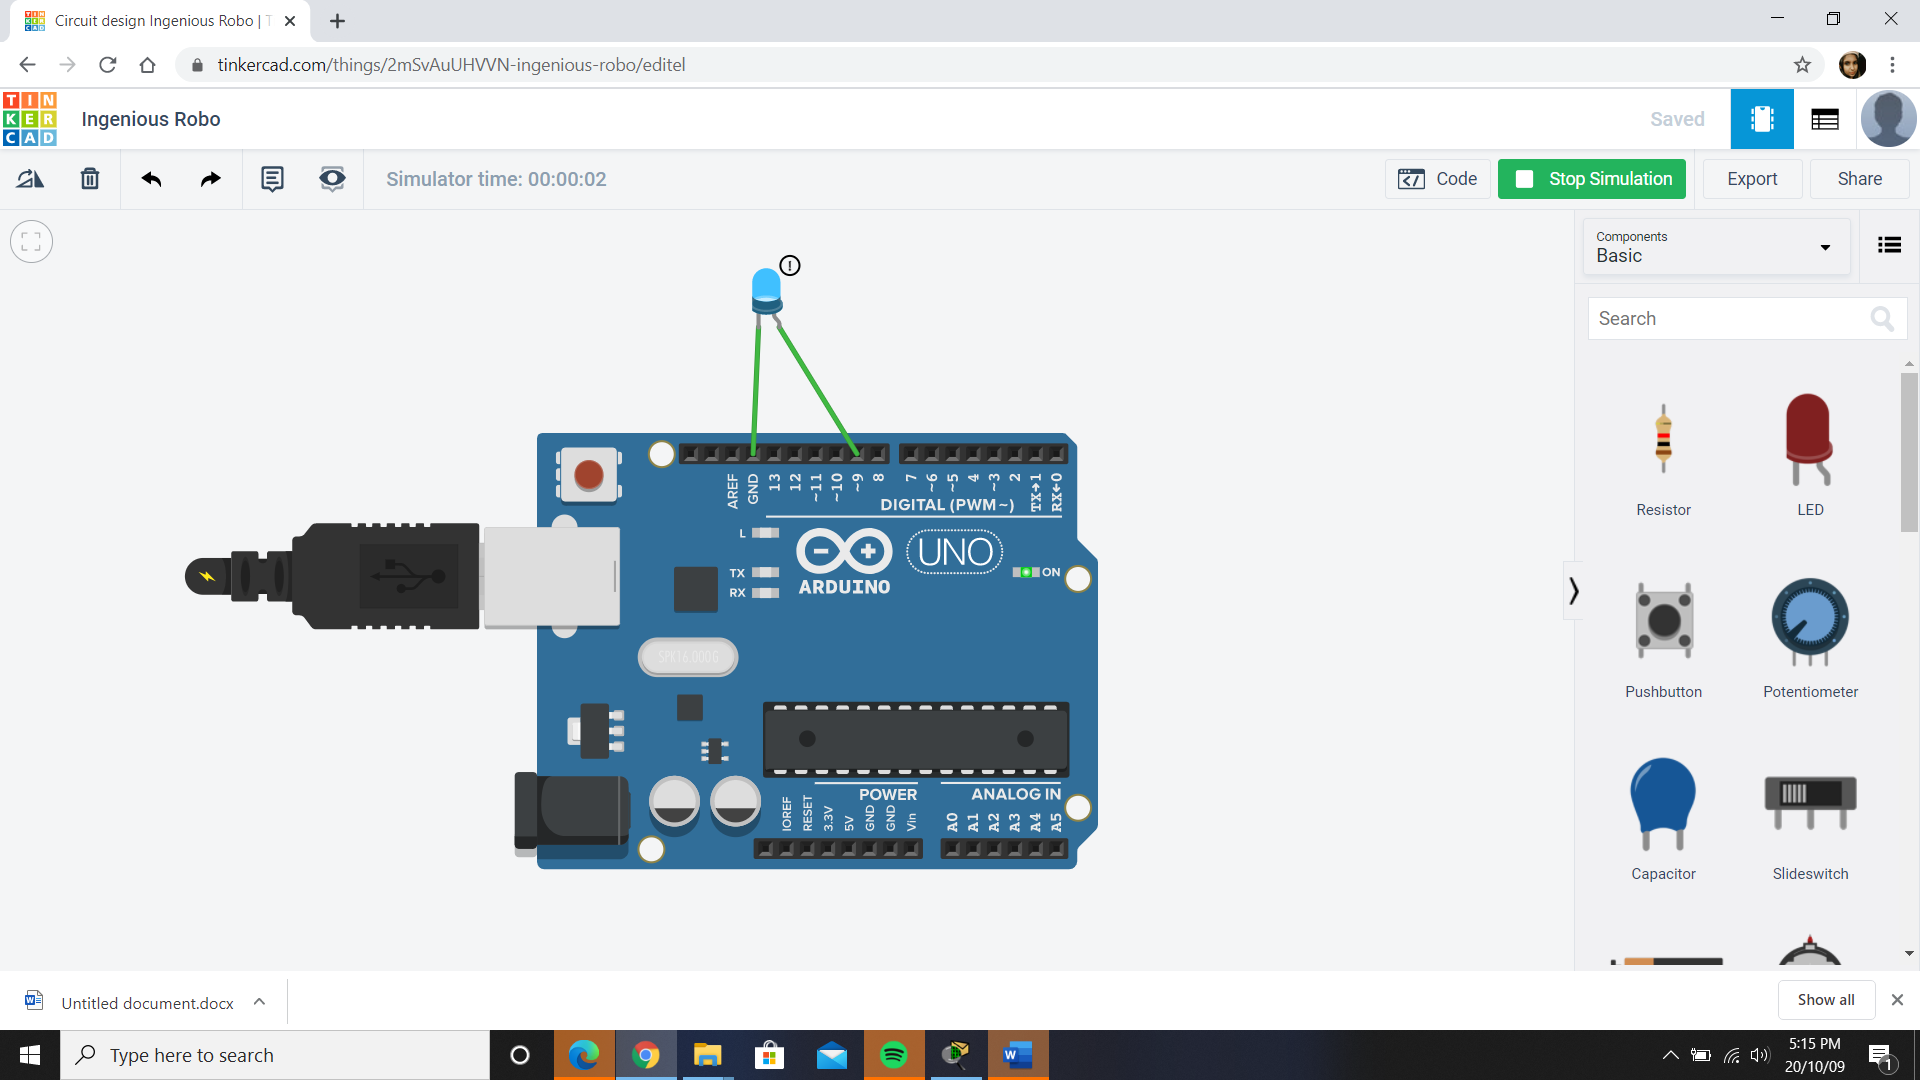 Circuit design Ingenious Robo | T
tinkercad.com/things/2mSvAuUHVVN-ingenious-robo/editel
TIN
KER
CAD
Ingenious Robo
Saved
Simulator time: 00:00:02
Code
Stop Simulation
Export
Share
Components
Basic
Search
Resistor
LED
Pushbutton
Potentiometer
Capacitor
Slideswitch
AREF
GND
13
12
~11
~10
~9
8
7
~6
~5
4
~3
2
TX→1
RX←0
DIGITAL (PWM~)
L
TX
RX
ARDUINO
UNO
ON
SPK16.000G
POWER
ANALOG IN
IOREF
RESET
3.3V
5V
GND
GND
Vin
A0
A1
A2
A3
A4
A5
Untitled document.docx
Show all
Type here to search
5:15 PM
20/10/09
1